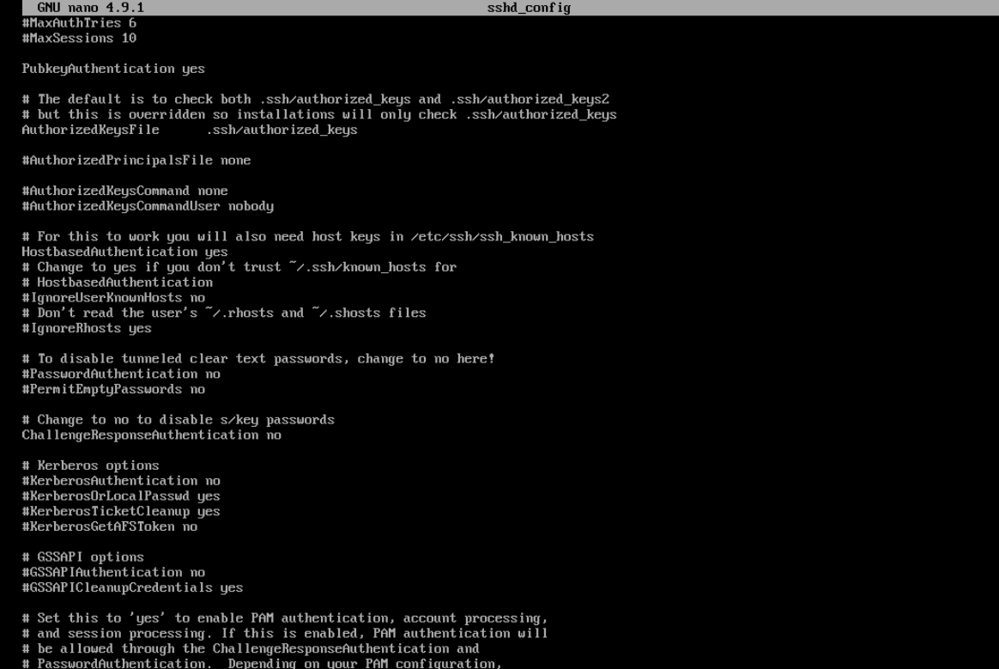 GNU nano 4.9.1 sshd_config
#MaxAuthTries 6
#MaxSessions 10
PubkeyAuthentication yes
# The default is to check both .ssh/authorized_keys and .ssh/authorized_keys2
# but this is overridden so installations will only check .ssh/authorized_keys
AuthorizedKeysFile .ssh/authorized_keys
#AuthorizedPrincipalsFile none
#AuthorizedKeysCommand none
#AuthorizedKeysCommandUser nobody
# For this to work you will also need host keys in /etc/ssh/ssh_known_hosts
HostbasedAuthentication yes
# Change to yes if you don't trust ~/.ssh/known_hosts for
# HostbasedAuthentication
#IgnoreUserKnownHosts no
# Don't read the user's ~/.rhosts and ~/.shosts files
#IgnoreRhosts yes
# To disable tunneled clear text passwords, change to no here!
#PasswordAuthentication no
#PermitEmptyPasswords no
# Change to no to disable s/key passwords
ChallengeResponseAuthentication no
# Kerberos options
#KerberosAuthentication no
#KerberosOrLocalPasswd yes
#KerberosTicketCleanup yes
#KerberosGetAFSToken no
# GSSAPI options
#GSSAPIAuthentication no
#GSSAPICleanupCredentials yes
# Set this to 'yes' to enable PAM authentication, account processing,
# and session processing. If this is enabled, PAM authentication will
# be allowed through the ChallengeResponseAuthentication and
# PasswordAuthentication. Depending on your PAM configuration,